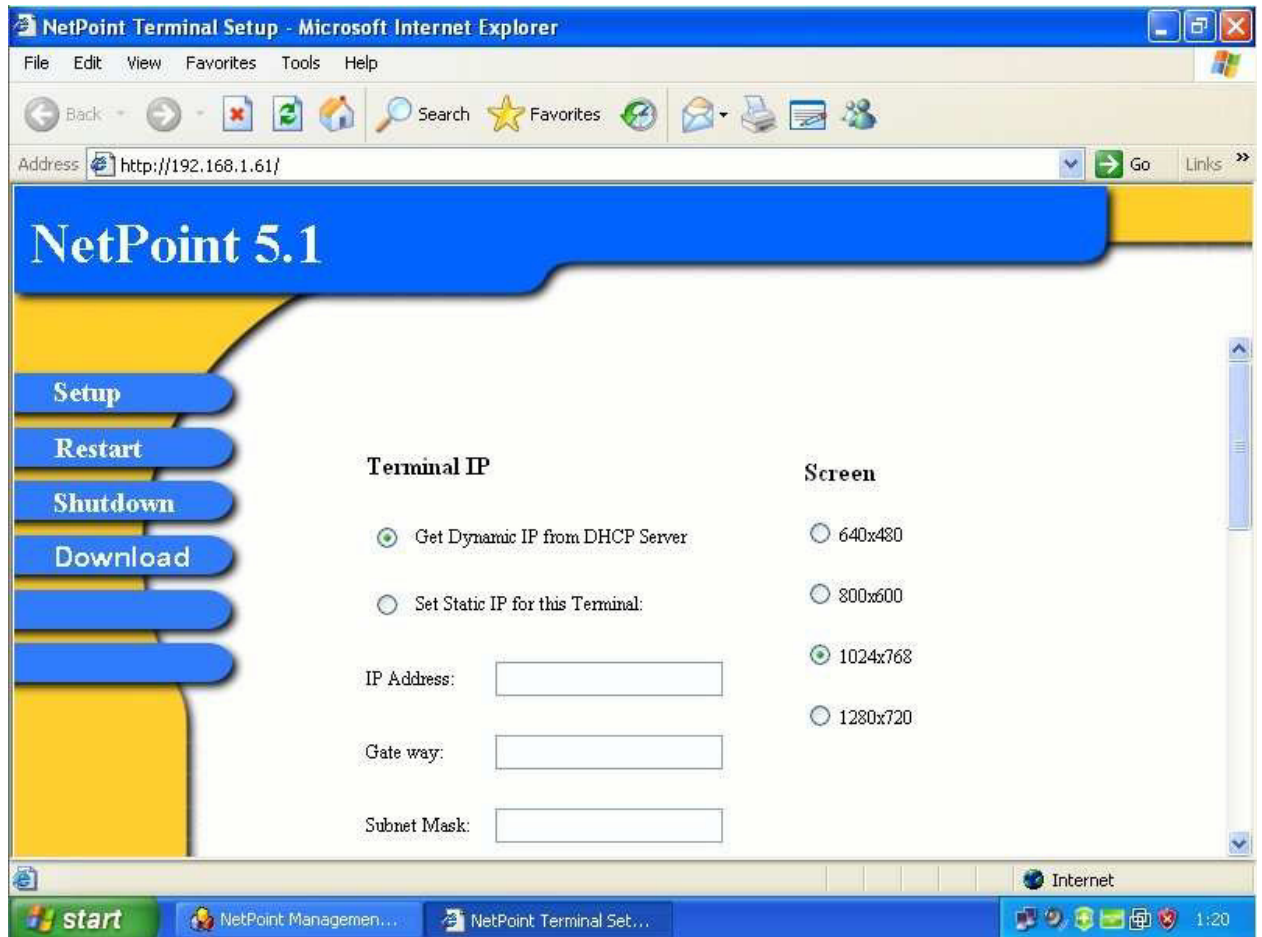 NetPoint Terminal Setup - Microsoft Internet Explorer
File Edit View Favorites Tools Help
Back Search Favorites
Address http://192.168.1.61/ Go Links »
NetPoint 5.1
Setup
Restart
Shutdown
Download
Terminal IP
Get Dynamic IP from DHCP Server
Set Static IP for this Terminal:
IP Address:
Gate way:
Subnet Mask:
Screen
640x480
800x600
1024x768
1280x720
Internet
start NetPoint Managemen... NetPoint Terminal Set... 1:20